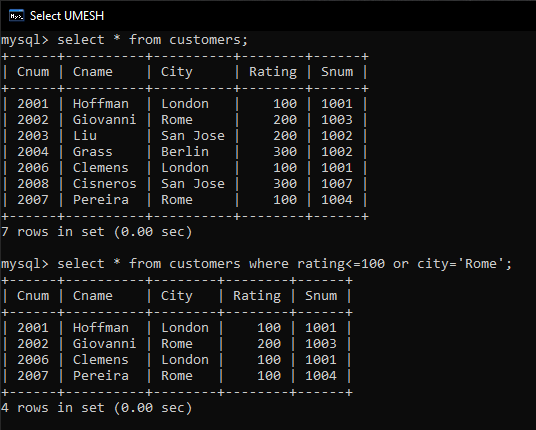 Select UMESH
mysql> select * from customers;
+------+----------+----------+--------+------+
| Cnum | Cname    | City     | Rating | Snum |
+------+----------+----------+--------+------+
| 2001 | Hoffman  | London   |    100 | 1001 |
| 2002 | Giovanni | Rome     |    200 | 1003 |
| 2003 | Liu      | San Jose |    200 | 1002 |
| 2004 | Grass    | Berlin   |    300 | 1002 |
| 2006 | Clemens  | London   |    100 | 1001 |
| 2008 | Cisneros | San Jose |    300 | 1007 |
| 2007 | Pereira  | Rome     |    100 | 1004 |
+------+----------+----------+--------+------+
7 rows in set (0.00 sec)
mysql> select * from customers where rating<=100 or city='Rome';
+------+----------+--------+--------+------+
| Cnum | Cname    | City   | Rating | Snum |
+------+----------+--------+--------+------+
| 2001 | Hoffman  | London |    100 | 1001 |
| 2002 | Giovanni | Rome   |    200 | 1003 |
| 2006 | Clemens  | London |    100 | 1001 |
| 2007 | Pereira  | Rome   |    100 | 1004 |
+------+----------+--------+--------+------+
4 rows in set (0.00 sec)